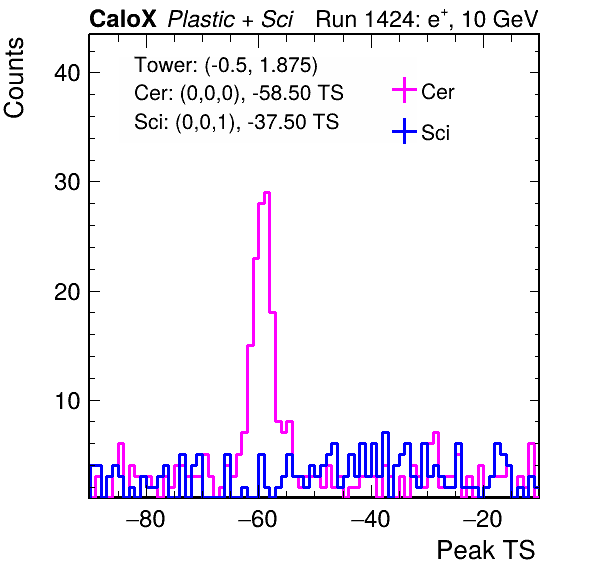 CaloX Plastic + Sci Run 1424: e⁺, 10 GeV
Counts
Tower: (-0.5, 1.875)
Cer: (0,0,0), -58.50 TS
Sci: (0,0,1), -37.50 TS
Cer
Sci
40
30
20
10
−80 −60 −40 −20
Peak TS